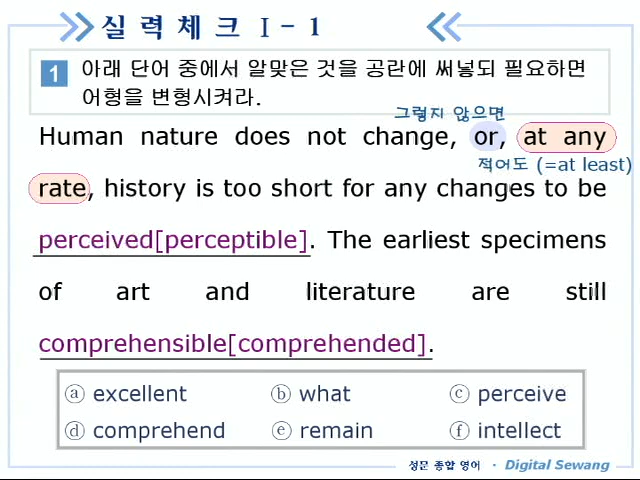 실력체크 I - 1
1 아래 단어 중에서 알맞은 것을 공란에 써넣되 필요하면
어형을 변형시켜라.
그렇지 않으면
Human nature does not change, or, at any
적어도 (=at least)
rate, history is too short for any changes to be
perceived[perceptible]. The earliest specimens
of art and literature are still
comprehensible[comprehended].
ⓐ excellent ⓑ what ⓒ perceive
ⓓ comprehend ⓔ remain ⓕ intellect
정문 종합 영어 · Digital Sewang